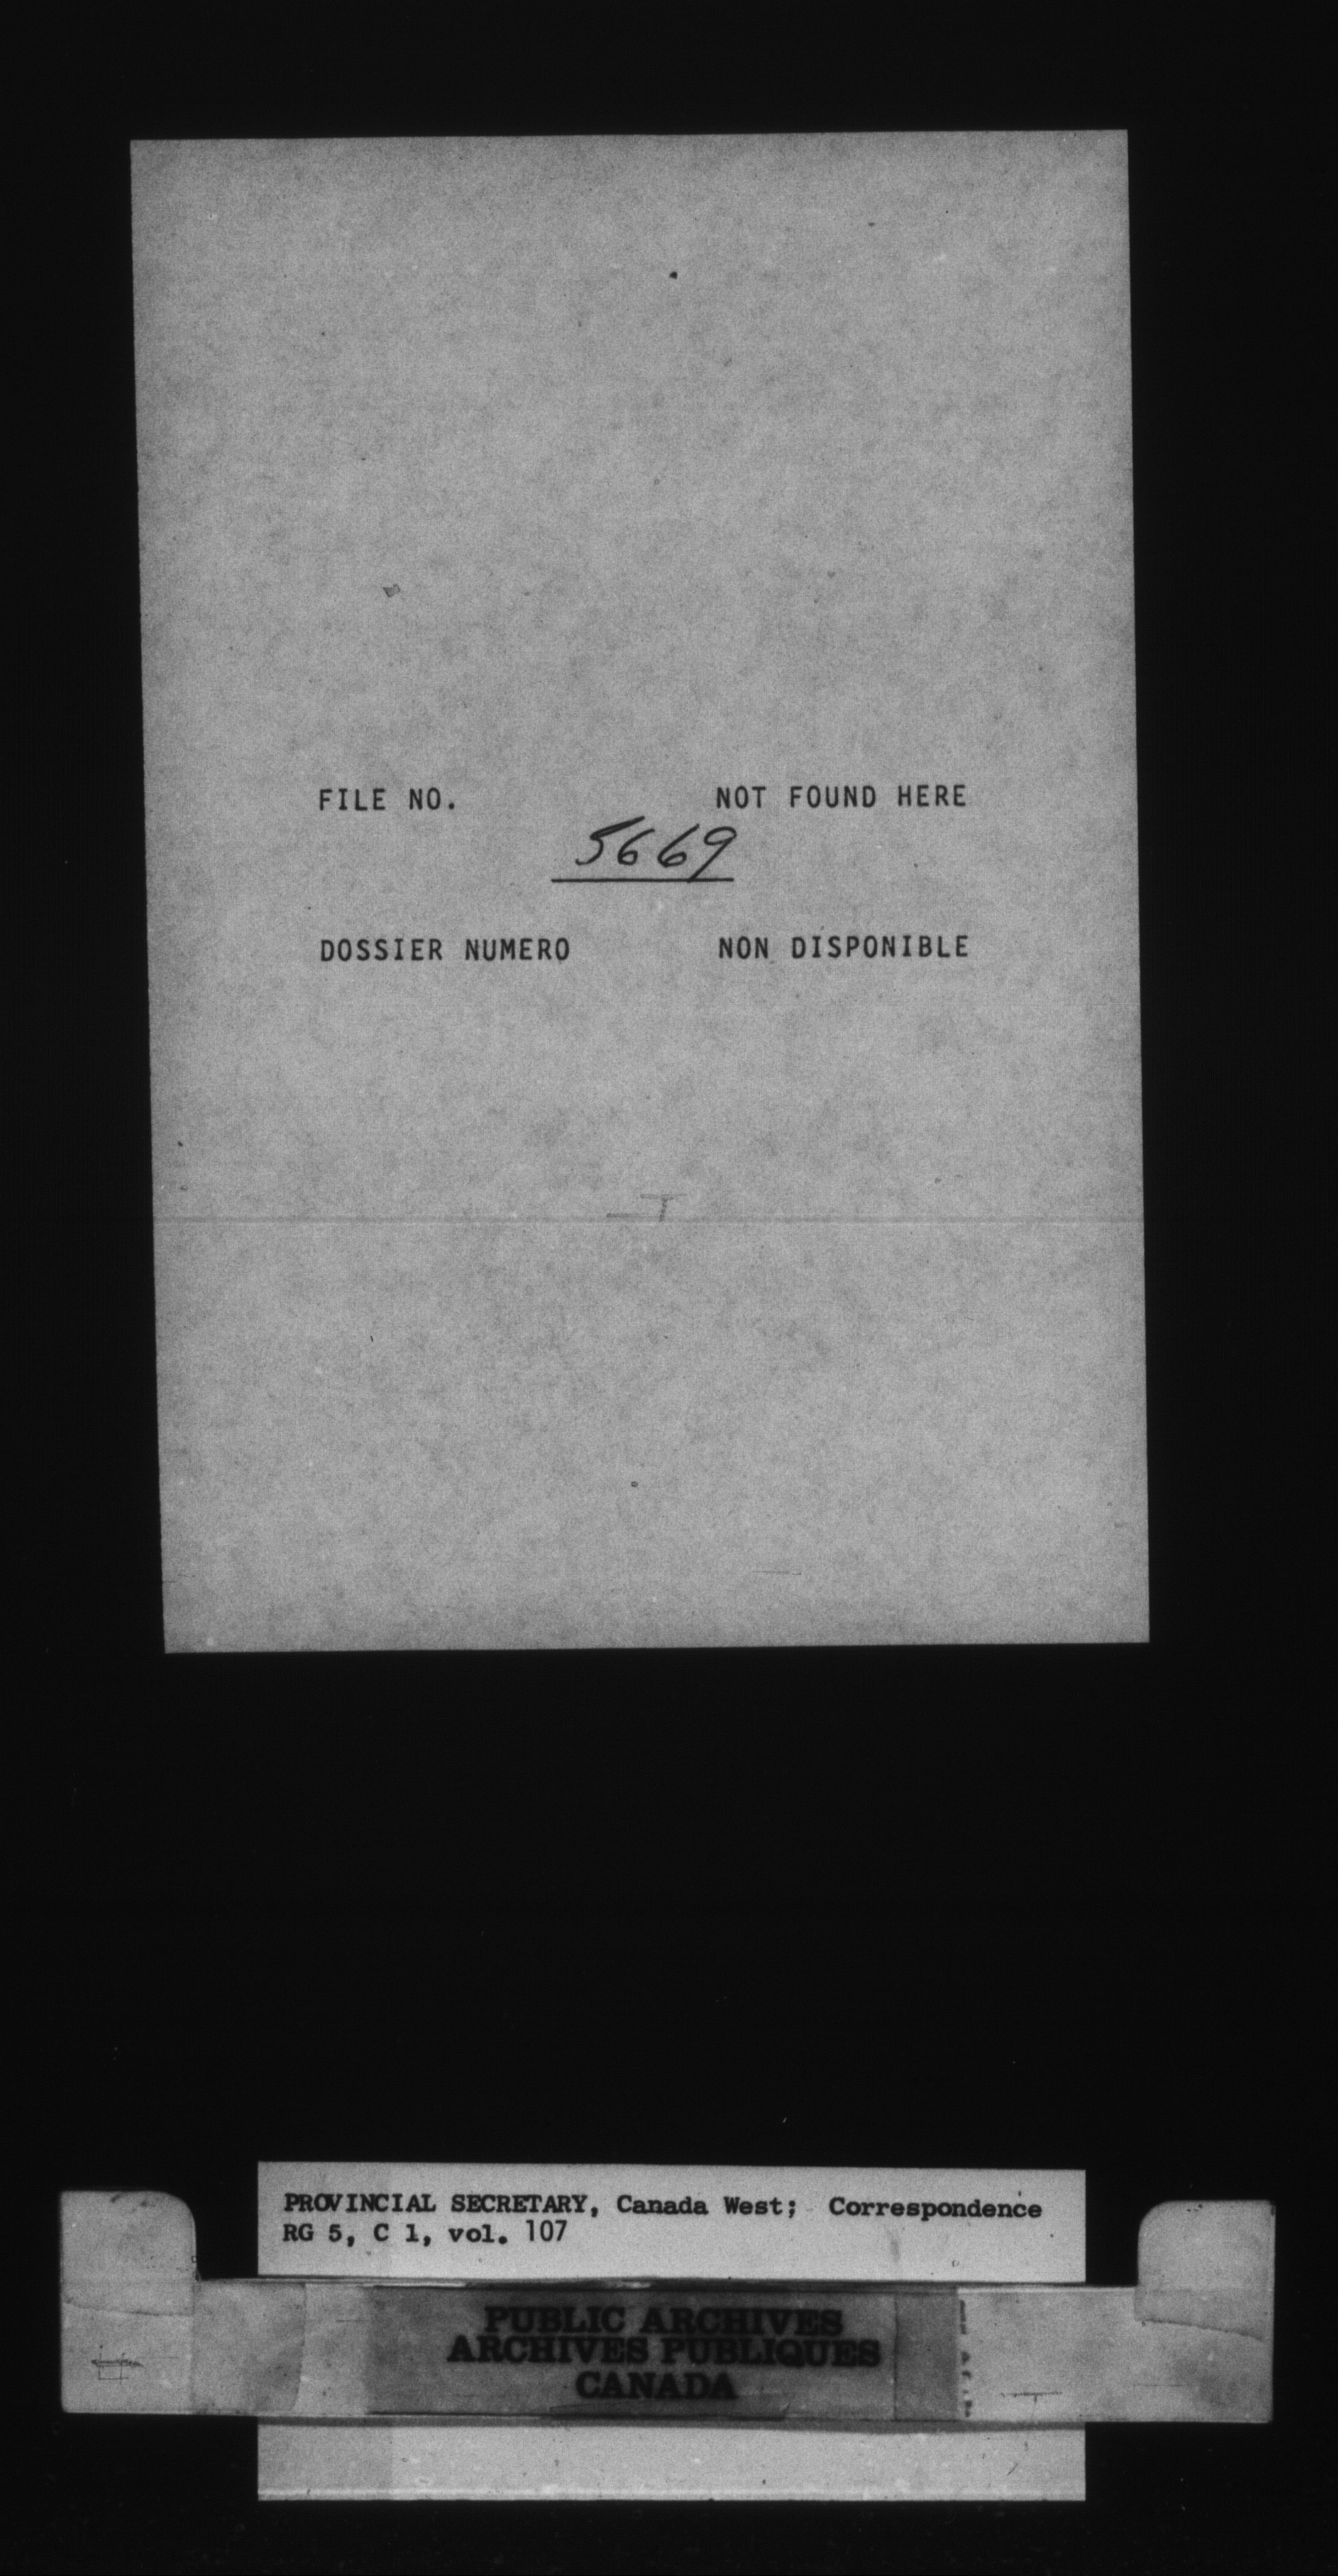 FILE NO. NOT FOUND HERE
5669
DOSSIER NUMERO NON DISPONIBLE
PROVINCIAL SECRETARY, Canada West; Correspondence
RG 5, C 1, vol. 107
PUBLIC ARCHIVES
ARCHIVES PUBLIQUES
CANADA